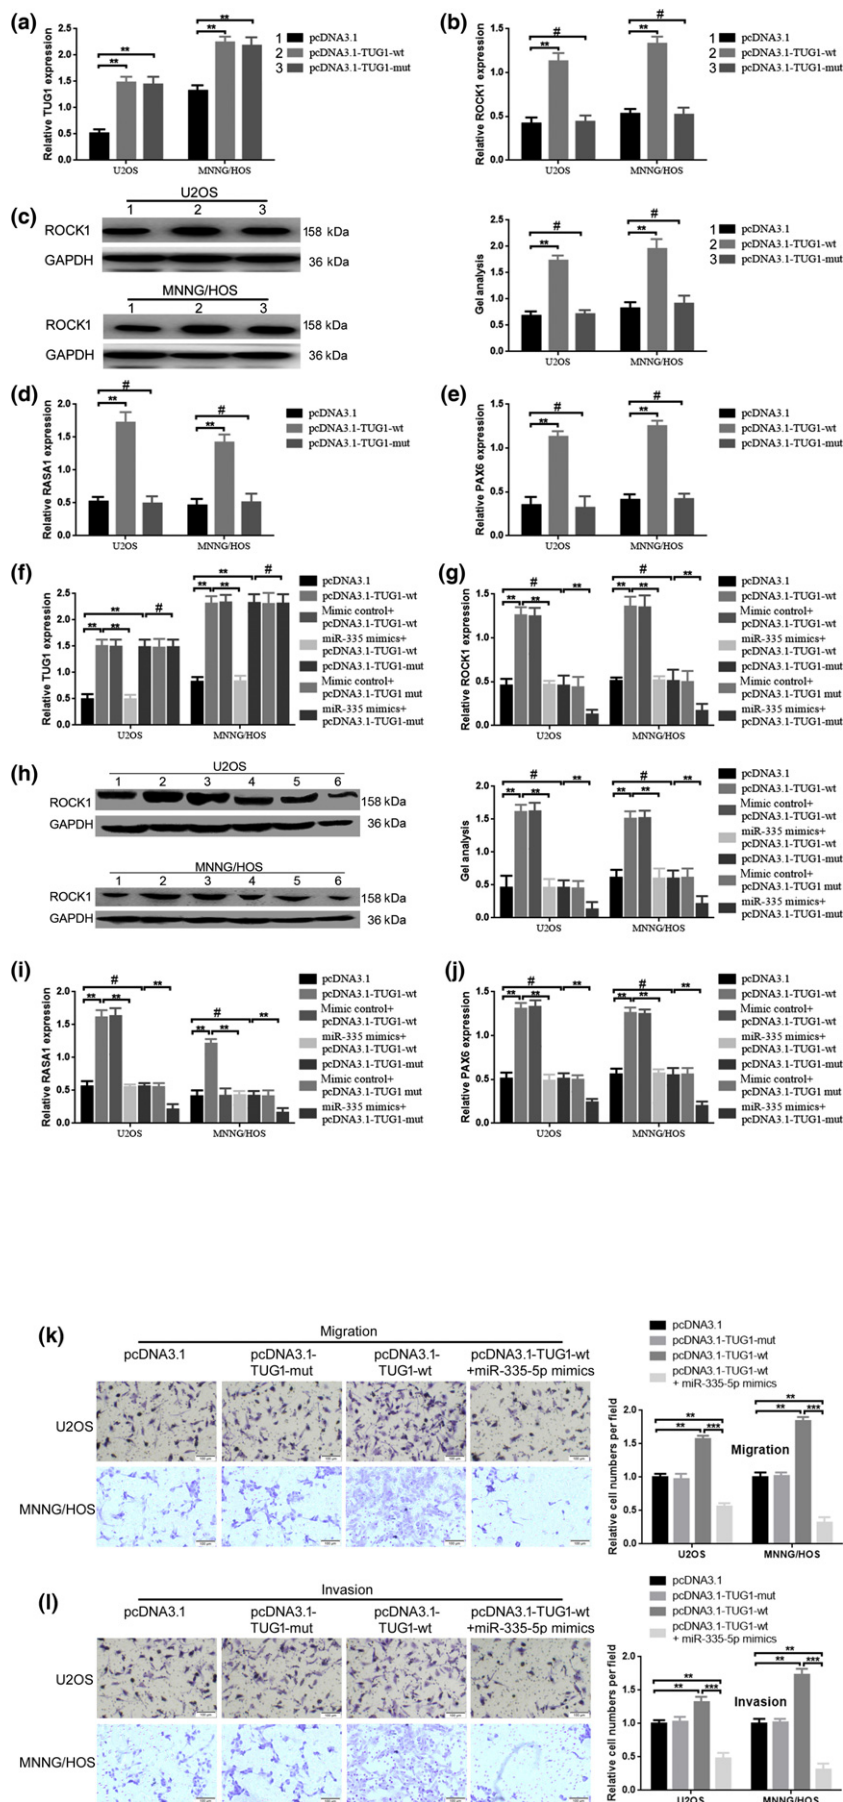 (a)
Relative TUG1 expression
2.5
2.0
1.5
1.0
0.5
0.0
**
**
**
**
U2OS
MNNG/HOS
1 pcDNA3.1
2 pcDNA3.1-TUG1-wt
3 pcDNA3.1-TUG1-mut
(b)
Relative ROCK1 expression
1.5
1.0
0.5
0.0
#
**
#
**
U2OS
MNNG/HOS
1 pcDNA3.1
2 pcDNA3.1-TUG1-wt
3 pcDNA3.1-TUG1-mut
(c)
U2OS
1 2 3
ROCK1 158 kDa
GAPDH 36 kDa
MNNG/HOS
1 2 3
ROCK1 158 kDa
GAPDH 36 kDa
Gel analysis
2.5
2.0
1.5
1.0
0.5
0.0
#
**
#
**
U2OS
MNNG/HOS
1 pcDNA3.1
2 pcDNA3.1-TUG1-wt
3 pcDNA3.1-TUG1-mut
(d)
Relative RASA1 expression
2.0
1.5
1.0
0.5
0.0
#
**
#
**
U2OS
MNNG/HOS
pcDNA3.1
pcDNA3.1-TUG1-wt
pcDNA3.1-TUG1-mut
(e)
Relative PAX6 expression
1.5
1.0
0.5
0.0
#
**
#
**
U2OS
MNNG/HOS
pcDNA3.1
pcDNA3.1-TUG1-wt
pcDNA3.1-TUG1-mut
(f)
Relative TUG1 expression
2.5
2.0
1.5
1.0
0.5
0.0
** #
** **
** #
** **
U2OS
MNNG/HOS
pcDNA3.1
pcDNA3.1-TUG1-wt
Mimic control+
pcDNA3.1-TUG1-wt
miR-335 mimics+
pcDNA3.1-TUG1-wt
pcDNA3.1-TUG1-mut
Mimic control+
pcDNA3.1-TUG1 mut
miR-335 mimics+
pcDNA3.1-TUG1-mut
(g)
Relative ROCK1 expression
1.5
1.0
0.5
0.0
# **
** **
# **
** **
U2OS
MNNG/HOS
pcDNA3.1
pcDNA3.1-TUG1-wt
Mimic control+
pcDNA3.1-TUG1-wt
miR-335 mimics+
pcDNA3.1-TUG1-wt
pcDNA3.1-TUG1-mut
Mimic control+
pcDNA3.1-TUG1 mut
miR-335 mimics+
pcDNA3.1-TUG1-mut
(h)
U2OS
1 2 3 4 5 6
ROCK1 158 kDa
GAPDH 36 kDa
MNNG/HOS
1 2 3 4 5 6
ROCK1 158 kDa
GAPDH 36 kDa
Gel analysis
2.0
1.5
1.0
0.5
0.0
# **
** **
# **
** **
U2OS
MNNG/HOS
pcDNA3.1
pcDNA3.1-TUG1-wt
Mimic control+
pcDNA3.1-TUG1-wt
miR-335 mimics+
pcDNA3.1-TUG1-wt
pcDNA3.1-TUG1-mut
Mimic control+
pcDNA3.1-TUG1 mut
miR-335 mimics+
pcDNA3.1-TUG1-mut
(i)
Relative RASA1 expression
2.0
1.5
1.0
0.5
0.0
# **
** **
# **
** **
U2OS
MNNG/HOS
pcDNA3.1
pcDNA3.1-TUG1-wt
Mimic control+
pcDNA3.1-TUG1-wt
miR-335 mimics+
pcDNA3.1-TUG1-wt
pcDNA3.1-TUG1-mut
Mimic control+
pcDNA3.1-TUG1 mut
miR-335 mimics+
pcDNA3.1-TUG1-mut
(j)
Relative PAX6 expression
1.5
1.0
0.5
0.0
# **
** **
# **
** **
U2OS
MNNG/HOS
pcDNA3.1
pcDNA3.1-TUG1-wt
Mimic control+
pcDNA3.1-TUG1-wt
miR-335 mimics+
pcDNA3.1-TUG1-wt
pcDNA3.1-TUG1-mut
Mimic control+
pcDNA3.1-TUG1 mut
miR-335 mimics+
pcDNA3.1-TUG1-mut
(k)
Migration
pcDNA3.1
pcDNA3.1-
TUG1-mut
pcDNA3.1-
TUG1-wt
pcDNA3.1-TUG1-wt
+miR-335-5p mimics
U2OS
MNNG/HOS
pcDNA3.1
pcDNA3.1-TUG1-mut
pcDNA3.1-TUG1-wt
pcDNA3.1-TUG1-wt
+ miR-335-5p mimics
Relative cell numbers per field
2.0
1.5
1.0
0.5
0.0
**
** ***
**
** ***
Migration
U2OS
MNNG/HOS
(l)
Invasion
pcDNA3.1
pcDNA3.1-
TUG1-mut
pcDNA3.1-
TUG1-wt
pcDNA3.1-TUG1-wt
+miR-335-5p mimics
U2OS
MNNG/HOS
pcDNA3.1
pcDNA3.1-TUG1-mut
pcDNA3.1-TUG1-wt
pcDNA3.1-TUG1-wt
+ miR-335-5p mimics
Relative cell numbers per field
2.0
1.5
1.0
0.5
0.0
**
** ***
**
** ***
Invasion
U2OS
MNNG/HOS